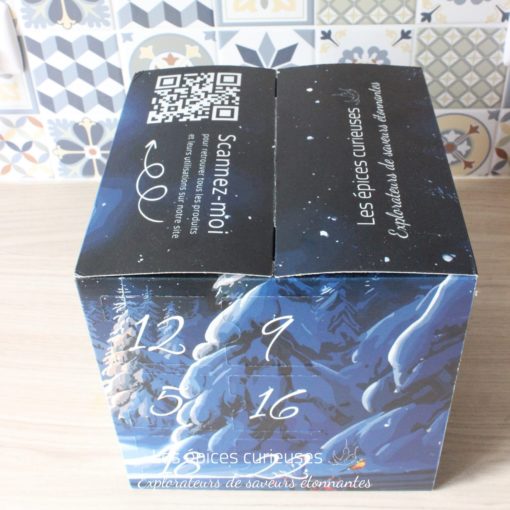 Scannez-moi
pour retrouver tous les produits
et leurs utilisations sur notre site
Les épices curieuses
Explorateurs de saveurs étonnantes
12 9
5 16
Les épices curieuses
Explorateurs de saveurs étonnantes